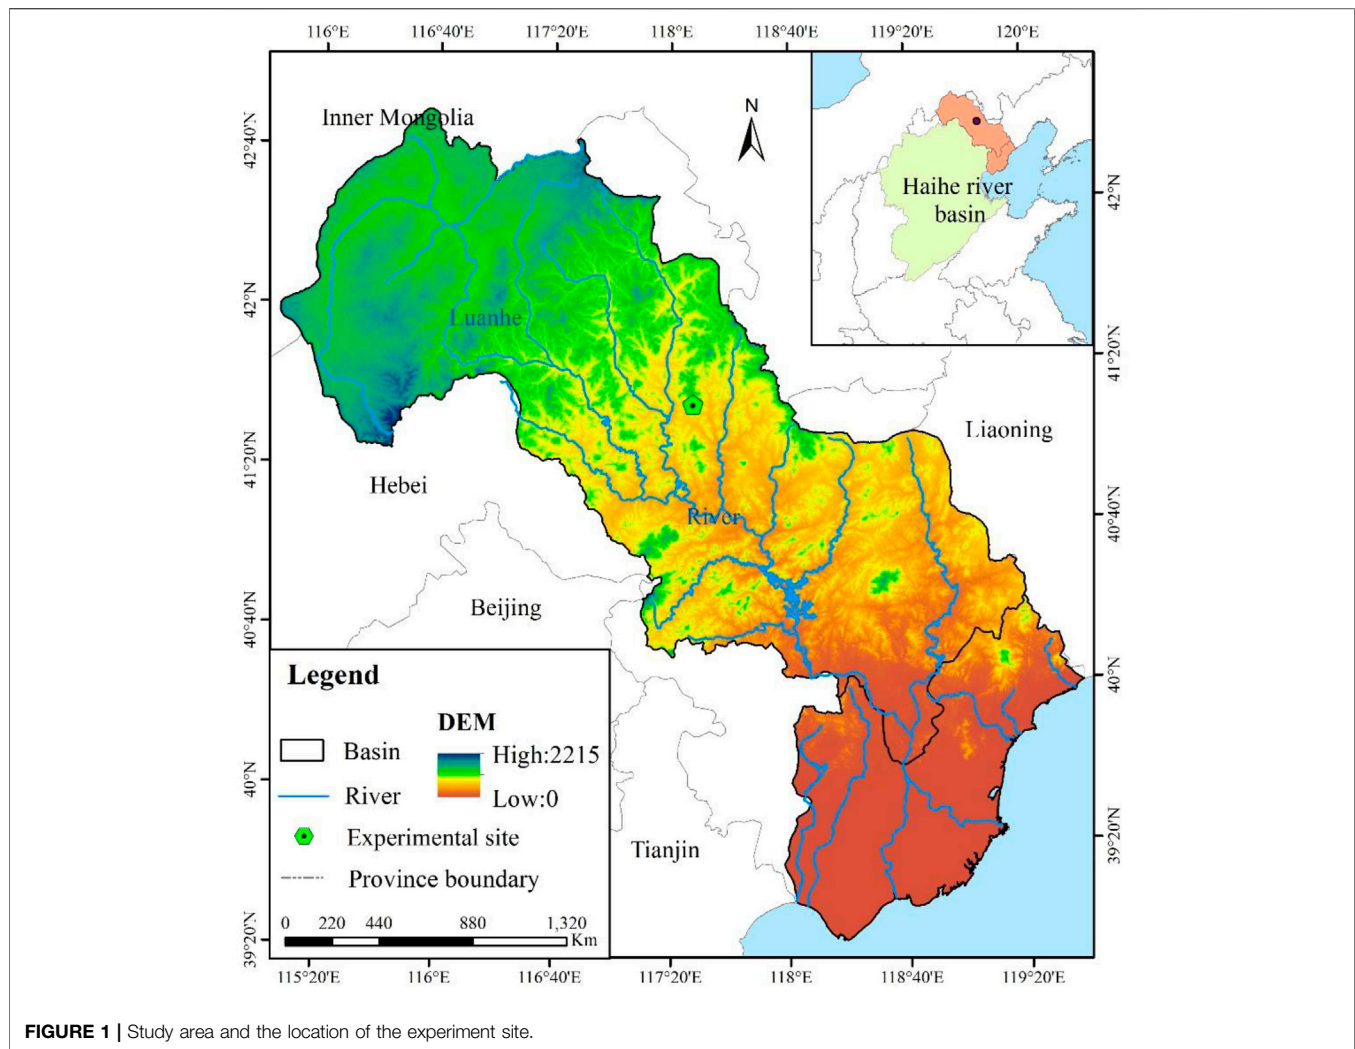 116°E 116°40'E 117°20'E 118°E 118°40'E 119°20'E 120°E
N
Inner Mongolia
42°40'N
42°N
41°20'N
40°40'N
40°N
39°20'N
Haihe river
basin
42°N
41°20'N
40°40'N
40°N
39°20'N
Luanhe
River
Liaoning
Hebei
Beijing
Tianjin
Legend
DEM
Basin
High:2215
River
Low:0
Experimental site
Province boundary
0 220 440 880 1,320
Km
115°20'E 116°E 116°40'E 117°20'E 118°E 118°40'E 119°20'E
FIGURE 1 | Study area and the location of the experiment site.